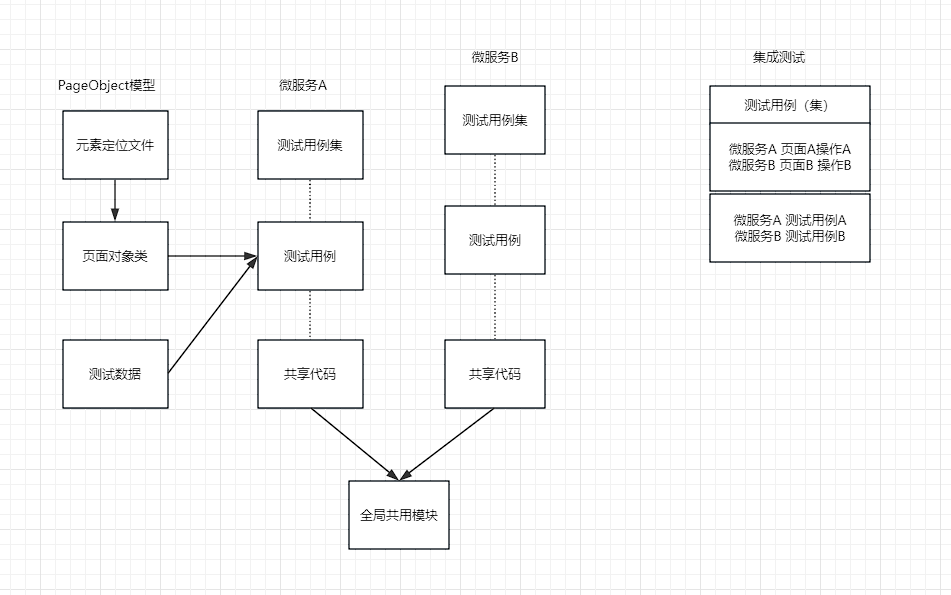 PageObject模型
元素定位文件
页面对象类
测试数据
微服务A
测试用例集
测试用例
共享代码
微服务B
测试用例集
测试用例
共享代码
全局共用模块
集成测试
测试用例（集）
微服务A 页面A操作A
微服务B 页面B 操作B
微服务A 测试用例A
微服务B 测试用例B